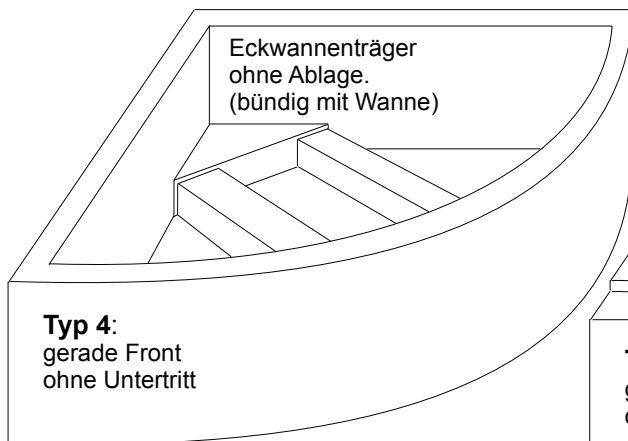 Eckwannenträger
ohne Ablage.
(bündig mit Wanne)
Typ 4:
gerade Front
ohne Untertritt